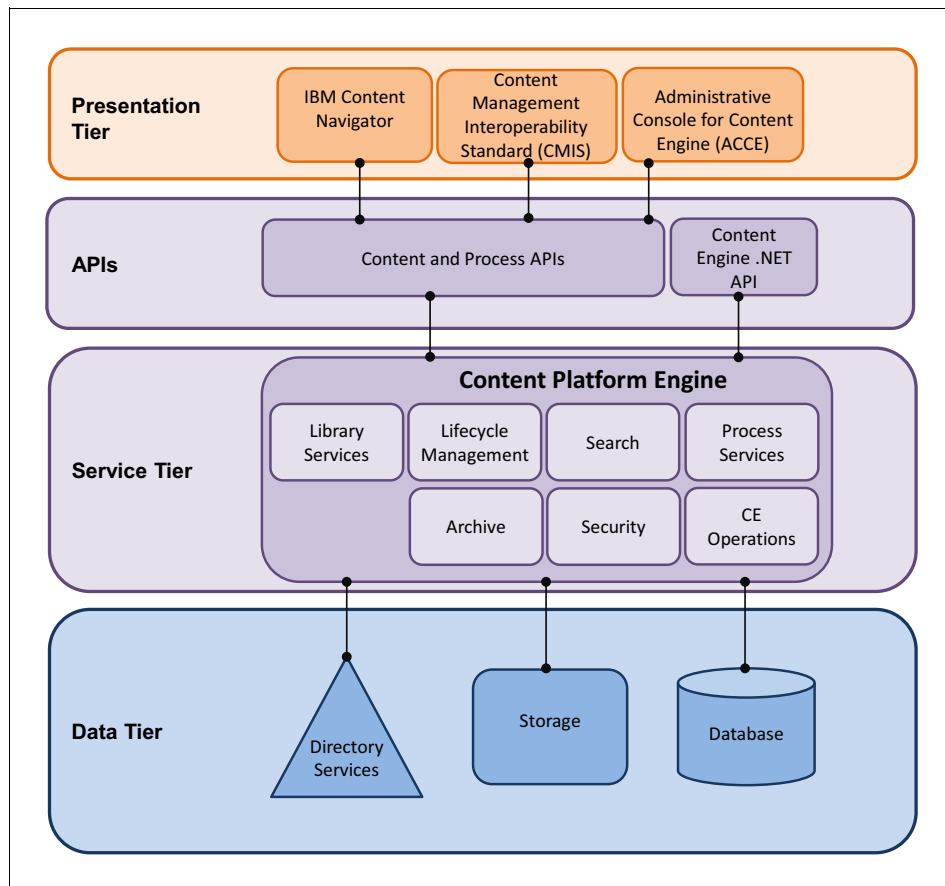 Presentation
Tier
IBM Content
Navigator
Content
Management
Interoperability
Standard (CMIS)
Administrative
Console for Content
Engine (ACCE)
APIs
Content and Process APIs
Content
Engine .NET
API
Service Tier
Content Platform Engine
Library
Services
Lifecycle
Management
Search
Process
Services
Archive
Security
CE
Operations
Data Tier
Directory
Services
Storage
Database